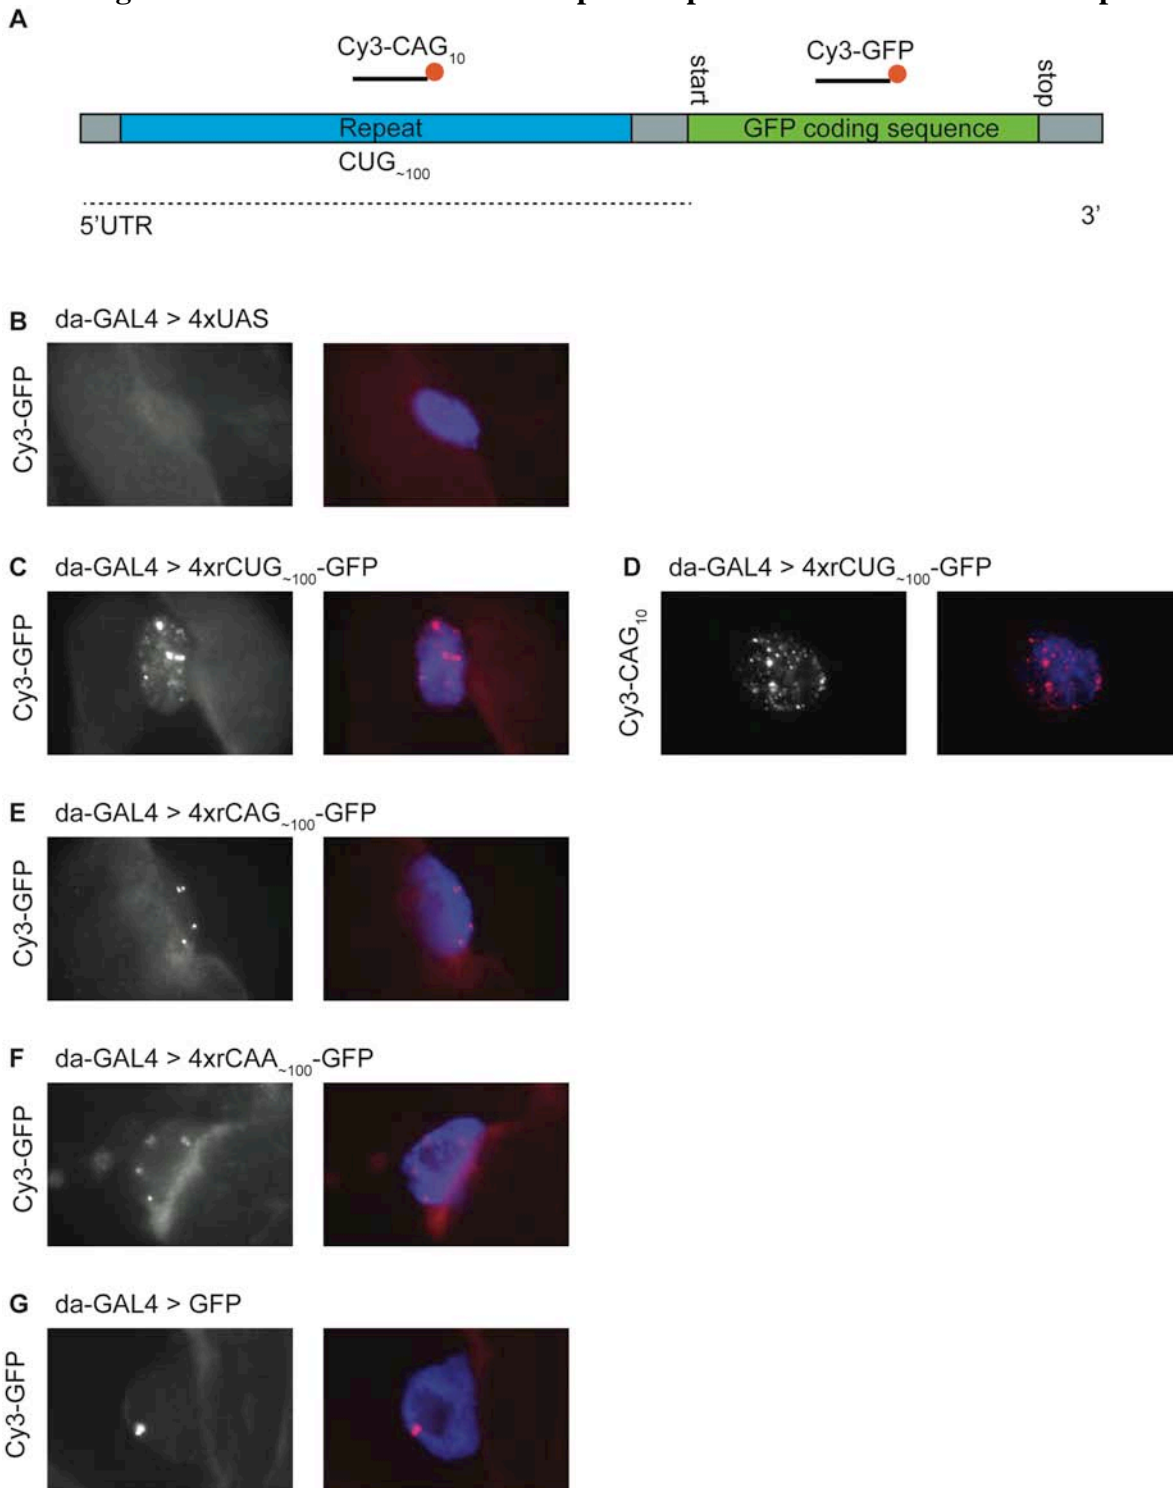 A
Cy3-CAG10
Cy3-GFP
start
stop
Repeat
GFP coding sequence
CUG~100
5'UTR
3'
B da-GAL4 > 4xUAS
Cy3-GFP
C da-GAL4 > 4xrCUG~100-GFP
Cy3-GFP
D da-GAL4 > 4xrCUG~100-GFP
Cy3-CAG10
E da-GAL4 > 4xrCAG~100-GFP
Cy3-GFP
F da-GAL4 > 4xrCAA~100-GFP
Cy3-GFP
G da-GAL4 > GFP
Cy3-GFP